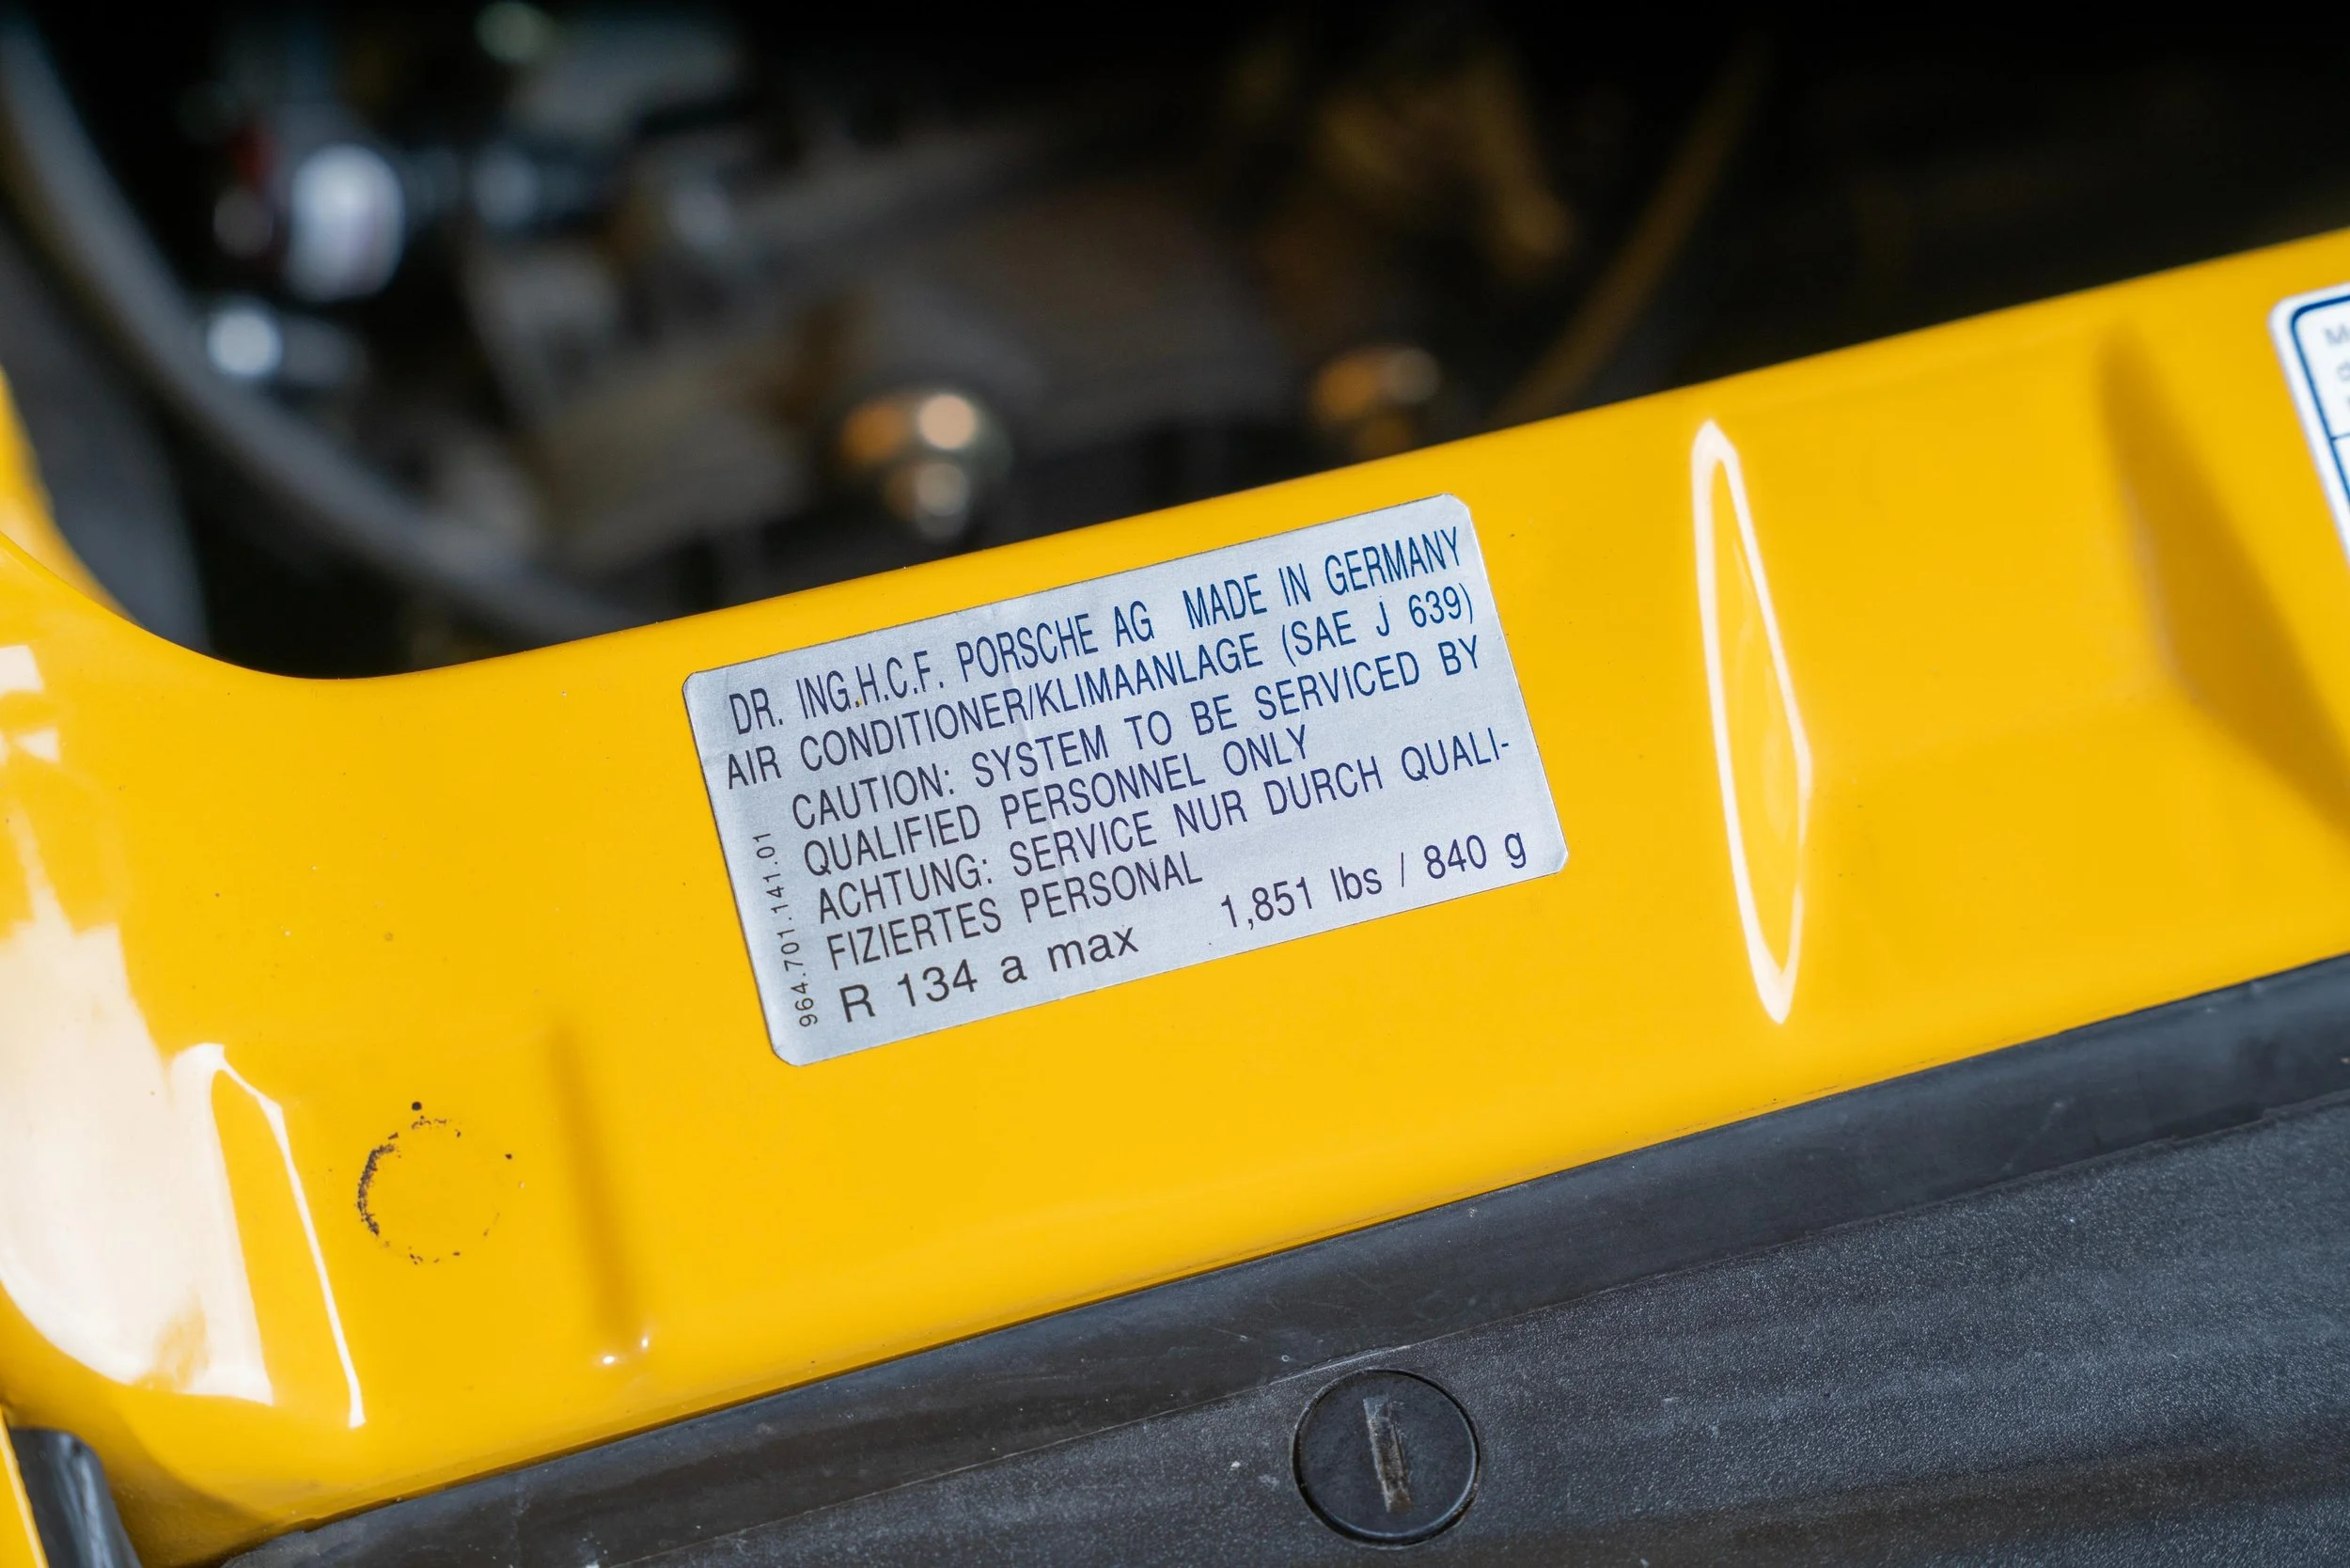 DR. ING.H.C.F. PORSCHE AG MADE IN GERMANY
AIR CONDITIONER/KLIMAANLAGE (SAE J 639)
CAUTION: SYSTEM TO BE SERVICED BY
QUALIFIED PERSONNEL ONLY
ACHTUNG: SERVICE NUR DURCH QUALI-
FIZIERTES PERSONAL
R 134 a max 1,851 lbs / 840 g
964.701.141.01